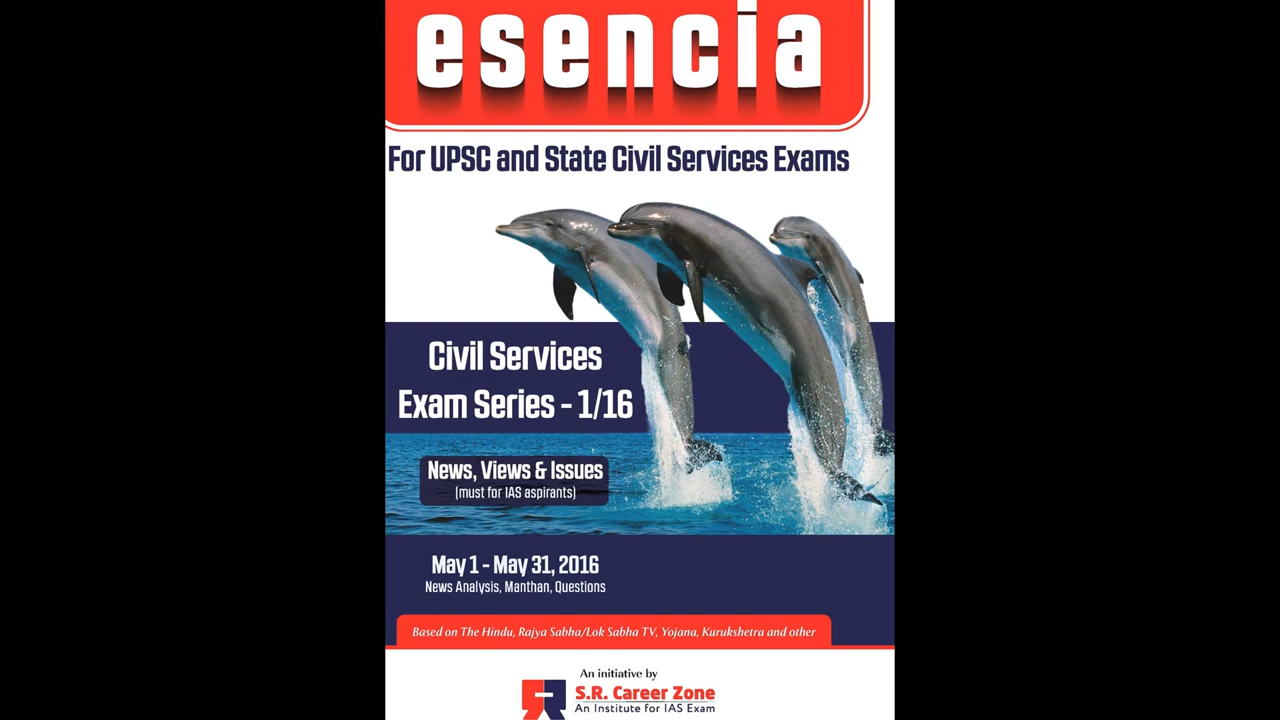 esencia
For UPSC and State Civil Services Exams
Civil Services
Exam Series - 1/16
News, Views & Issues
(must for IAS aspirants)
May 1 - May 31, 2016
News Analysis, Manthan, Questions
Based on The Hindu, Rajya Sabha/Lok Sabha TV, Yojana, Kurukshetra and other
An initiative by
S.R. Career Zone
An Institute for IAS Exam